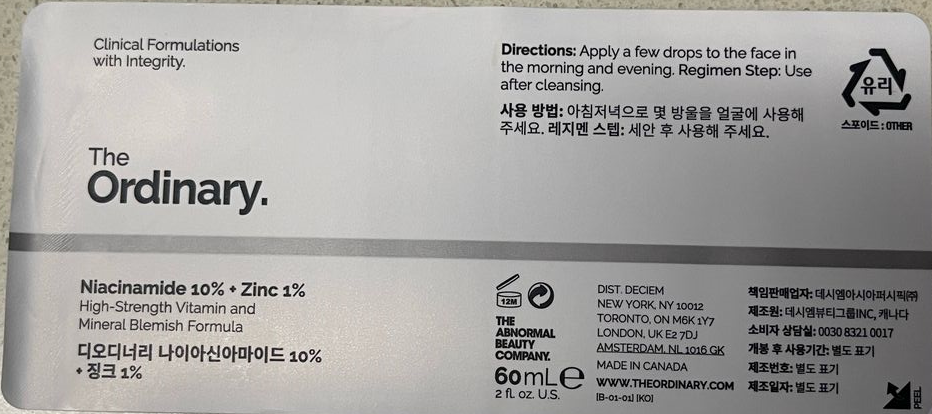 Clinical Formulations
with Integrity.
The
Ordinary.
Directions: Apply a few drops to the face in
the morning and evening. Regimen Step: Use
after cleansing.
사용 방법: 아침저녁으로 몇 방울을 얼굴에 사용해
주세요. 레지멘 스텝: 세안 후 사용해 주세요.
유리
스포이드 : OTHER
Niacinamide 10% + Zinc 1%
High-Strength Vitamin and
Mineral Blemish Formula
디오디너리 나이아신아마이드 10%
+ 징크 1%
12M
THE
ABNORMAL
BEAUTY
COMPANY.
60 mL e
2 fl. oz. U.S.
DIST. DECIEM
NEW YORK, NY 10012
TORONTO, ON M6K 1Y7
LONDON, UK E2 7DJ
AMSTERDAM, NL 1016 GK
MADE IN CANADA
WWW.THEORDINARY.COM
[B-01-01] [KO]
책임판매업자: 데시엠아시아퍼시픽㈜
제조원: 데시엠뷰티그룹INC, 캐나다
소비자 상담실: 0030 8321 0017
개봉 후 사용기간: 별도 표기
제조번호: 별도 표기
제조일자: 별도 표기
PEEL